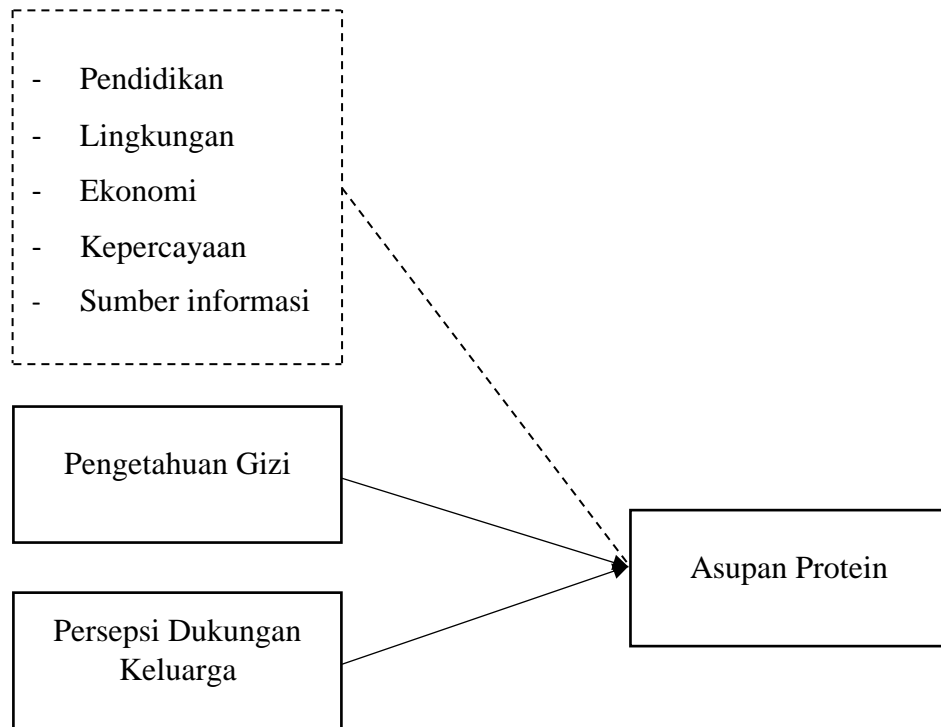 - Pendidikan
- Lingkungan
- Ekonomi
- Kepercayaan
- Sumber informasi
Pengetahuan Gizi
Asupan Protein
Persepsi Dukungan
Keluarga